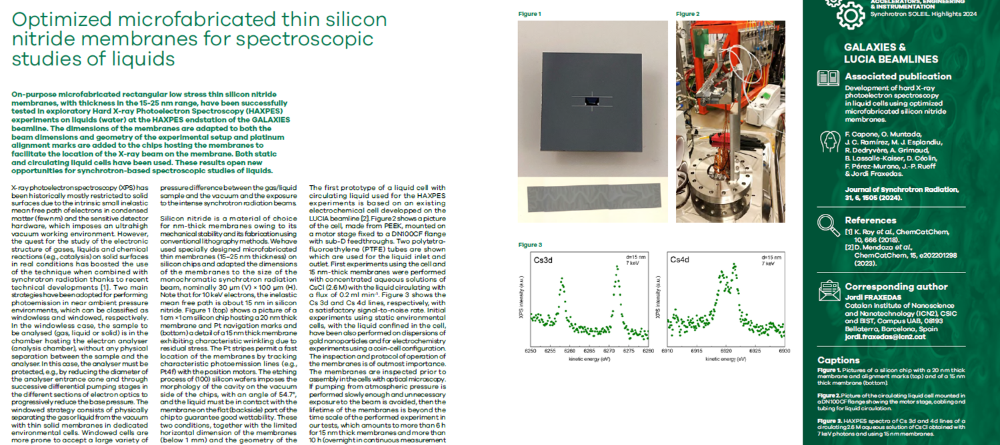 Optimized microfabricated thin silicon
nitride membranes for spectroscopic
studies of liquids
On-purpose microfabricated rectangular low stress thin silicon nitride
membranes, with thickness in the 15-25 nm range, have been successfully
tested in exploratory Hard X-ray Photoelectron Spectroscopy (HAXPES)
experiments on liquids (water) at the HAXPES endstation of the GALAXIES
beamline. The dimensions of the membranes are adapted to both the
beam dimensions and geometry of the experimental setup and platinum
alignment marks are added to the chips hosting the membranes to
facilitate the location of the X-ray beam on the membrane. Both static
and circulating liquid cells have been used. These results open new
opportunities for synchrotron-based spectroscopic studies of liquids.
X-ray photoelectron spectroscopy (XPS) has
been historically mostly restricted to solid
surfaces due to the intrinsic small inelastic
mean free path of electrons in condensed
matter (few nm) and the sensitive detector
hardware, which imposes an ultrahigh
vacuum working environment. However,
the quest for the study of the electronic
structure of gases, liquids and chemical
reactions (e.g., catalysis) on solid surfaces
in real conditions has boosted the use
of the technique when combined with
synchrotron radiation thanks to recent
technical developments [1]. Two main
strategies have been adopted for performing
photoemission in near ambient pressure
environments, which can be classified as
windowless and windowed, respectively.
In the windowless case, the sample to
be analysed (gas, liquid or solid) is in the
chamber hosting the electron analyser
(analysis chamber), without any physical
separation between the sample and the
analyser. In this case, the analyser must be
protected, e.g., by reducing the diameter of
the analyser entrance cone and through
successive differential pumping stages in
the different sections of electron optics to
progressively reduce the base pressure. The
windowed strategy consists of physically
separating the gas or liquid from the vacuum
with thin solid membranes in dedicated
environmental cells. Windowed cells are
more prone to accept a large variety of
pressure difference between the gas/liquid
sample and the vacuum and the exposure
to the intense synchrotron radiation beams.
Silicon nitride is a material of choice
for nm-thick membranes owing to its
mechanical stability and its fabrication using
conventional lithography methods. We have
used specially designed microfabricated
thin membranes (15–25 nm thickness) on
silicon chips and adapted the dimensions
of the membranes to the size of the
monochromatic synchrotron radiation
beam, nominally 30 µm (V) × 100 µm (H).
Note that for 10 keV electrons, the inelastic
mean free path is about 15 nm in silicon
nitride. Figure 1 (top) shows a picture of a
1cm ×1cm silicon chip hosting a 20 nm thick
membrane and Pt navigation marks and
(bottom) a detail of a 15 nm thick membrane
exhibiting characteristic wrinkling due to
residual stress. The Pt stripes permit a fast
location of the membranes by tracking
characteristic photoemission lines (e.g.,
Pt4f) with the position motors. The etching
process of (100) silicon wafers imposes the
morphology of the cavity on the vacuum
side of the chips, with an angle of 54.7°,
and the liquid must be in contact with the
membrane on the flat (backside) part of the
chip to guarantee good wettability. These
two conditions, together with the limited
horizontal dimension of the membranes
(below 1 mm) and the geometry of the
The first prototype of a liquid cell with
circulating liquid used for the HAXPES
experiments is based on an existing
electrochemical cell developped on the
LUCIA beamline [2]. Figure 2 shows a picture
of the cell, made from PEEK, mounted on
a motor stage fixed to a DN100CF flange
with sub-D feedthroughs. Two polytetra-
fluoroethylene (PTFE) tubes are shown
which are used for the liquid inlet and
outlet. First experiments using the cell and
15 nm-thick membranes were performed
with concentrated aqueous solutions of
CsCl (2.6 M) with the liquid circulating with
a flux of 0.2 ml min⁻¹. Figure 3 shows the
Cs 3d and Cs 4d lines, respectively, with
a satisfactory signal-to-noise rate. Initial
experiments using static environmental
cells, with the liquid confined in the cell,
have been also performed on dispersions of
gold nanoparticles and for electrochemistry
experiments using a coin-cell configuration.
The inspection and protocol of operation of
the membranes is of outmost importance.
The membranes are inspected prior to
assembly in the cells with optical microscopy.
If pumping from atmospheric pressure is
performed slowly enough and unnecessary
exposure to the beam is avoided, then the
lifetime of the membranes is beyond the
time scale of the performed experiment in
our tests, which amounts to more than 6 h
for 15 nm thick membranes and more than
10 h (overnight in continuous measurement
Figure 1
Figure 2
Figure 3
Cs3d
d=15 nm
7 keV
XPS intensity (a.u.)
6250 6255 6260 6265 6270 6275 6280
kinetic energy (eV)
Cs4d
d=15 nm
7 keV
XPS intensity (a.u.)
6910 6915 6920 6925 6930
kinetic energy (eV)
ACCELERATORS, ENGINEERING
& INSTRUMENTATION
Synchrotron SOLEIL. Highlights 2024
GALAXIES &
LUCIA BEAMLINES
Associated publication
Development of hard X-ray
photoelectron spectroscopy
in liquid cells using optimized
microfabricated silicon nitride
membranes.
F. Capone, O. Muntada,
J. C. Ramírez, M. J. Esplandiu,
R. Dedryvère, A. Grimaud,
B. Lassalle-Kaiser, D. Céolin,
F. Pérez-Murano, J.-P. Rueff
& Jordi Fraxedas.
Journal of Synchrotron Radiation,
31, 6, 1505 (2024).
References
[1] K. Roy et al., ChemCatChem,
10, 666 (2018).
[2] D. Mendoza et al.,
ChemCatChem, 15, e202201298
(2023).
Corresponding author
Jordi FRAXEDAS
Catalan Institute of Nanoscience
and Nanotechnology (ICN2), CSIC
and BIST, Campus UAB, 08193
Bellaterra, Barcelona, Spain
jordi.fraxedas@icn2.cat
Captions
Figure 1. Pictures of a silicon chip with a 20 nm thick
membrane and alignment marks (top) and of a 15 nm
thick membrane (bottom).
Figure 2. Picture of the circulating liquid cell mounted in
a DN100CF flange showing the motor stage, cabling and
tubing for liquid circulation.
Figure 3. HAXPES spectra of Cs 3d and 4d lines of a
circulating 2.6 M aqueous solution of CsCl obtained with
7 keV photons and using 15 nm membranes.